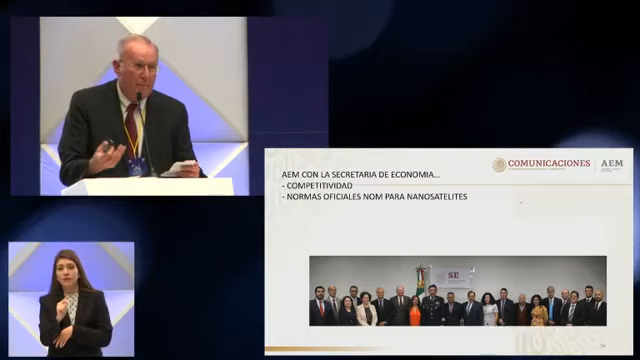 COMUNICACIONES
AEM
AEM CON LA SECRETARIA DE ECONOMIA...
- COMPETITIVIDAD
- NORMAS OFICIALES NOM PARA NANOSATELITES
SE